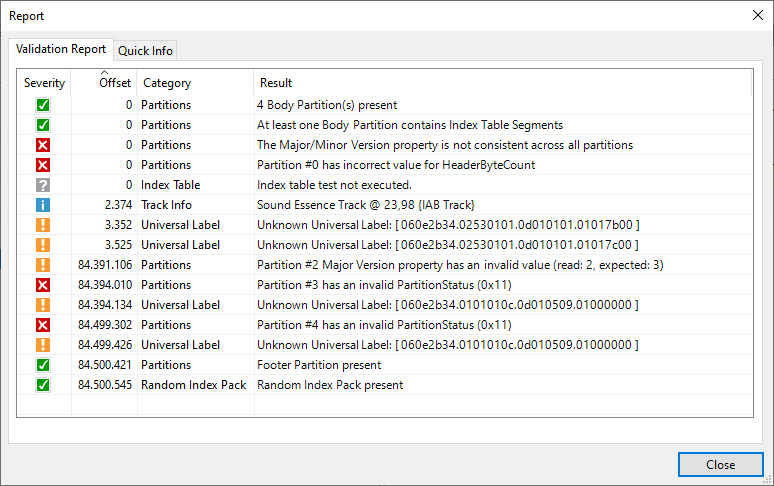 Report
Validation Report Quick Info
Severity Offset Category Result
0 Partitions 4 Body Partition(s) present
0 Partitions At least one Body Partition contains Index Table Segments
0 Partitions The Major/Minor Version property is not consistent across all partitions
0 Partitions Partition #0 has incorrect value for HeaderByteCount
0 Index Table Index table test not executed.
2.374 Track Info Sound Essence Track @ 23,98 {IAB Track}
3.352 Universal Label Unknown Universal Label: [ 060e2b34.02530101.0d010101.01017b00 ]
3.525 Universal Label Unknown Universal Label: [ 060e2b34.02530101.0d010101.01017c00 ]
84.391.106 Partitions Partition #2 Major Version property has an invalid value (read: 2, expected: 3)
84.394.010 Partitions Partition #3 has an invalid PartitionStatus (0x11)
84.394.134 Universal Label Unknown Universal Label: [ 060e2b34.0101010c.0d010509.01000000 ]
84.499.302 Partitions Partition #4 has an invalid PartitionStatus (0x11)
84.499.426 Universal Label Unknown Universal Label: [ 060e2b34.0101010c.0d010509.01000000 ]
84.500.421 Partitions Footer Partition present
84.500.545 Random Index Pack Random Index Pack present
Close